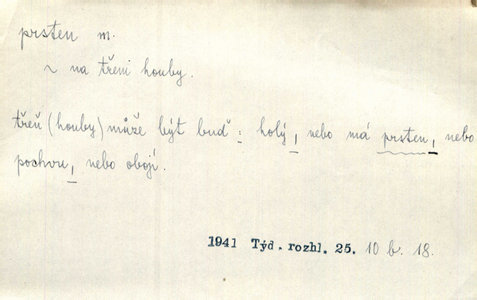 prsten m.
~ na třeni houby.
třeň (houby) může být buď: holý, nebo má prsten, nebo
pochvu, nebo obojí.
1941 Týd. rozhl. 25. 10 b. 18.